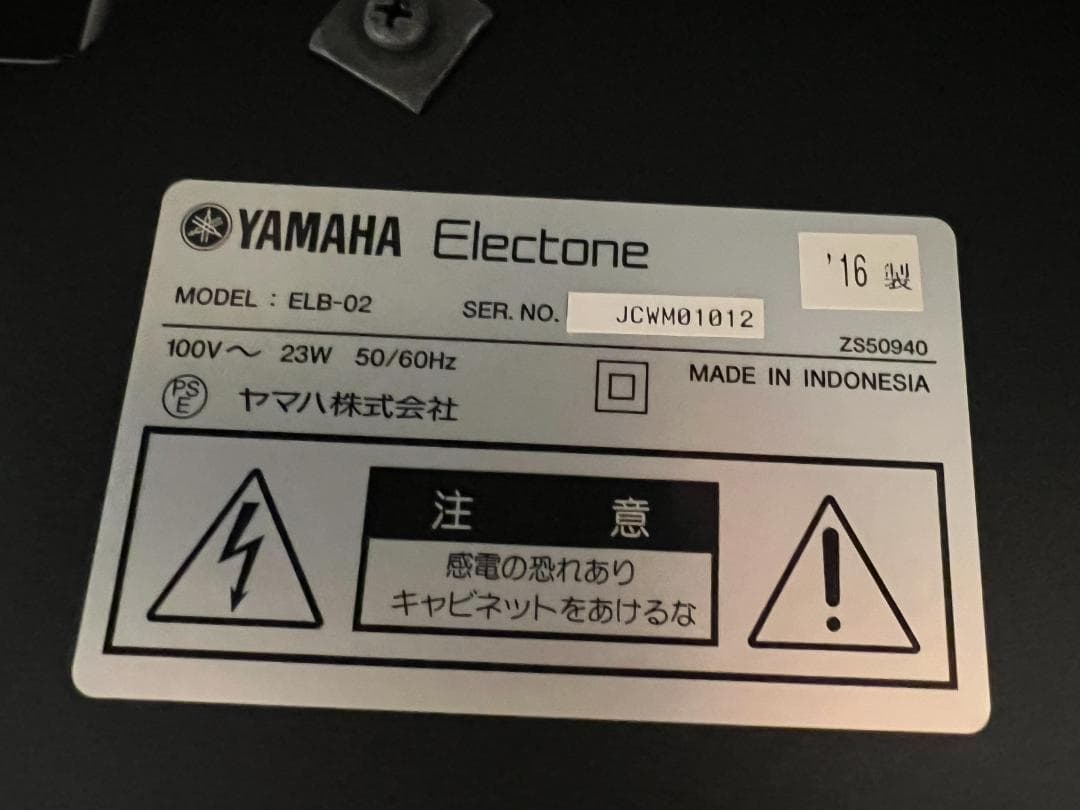 YAMAHA Electone
'16 製
MODEL : ELB-02 SER. NO. JCWM01012
ZS50940
100V～ 23W 50/60Hz
MADE IN INDONESIA
PSE ヤマハ株式会社
注 意
感電の恐れあり
キャビネットをあけるな